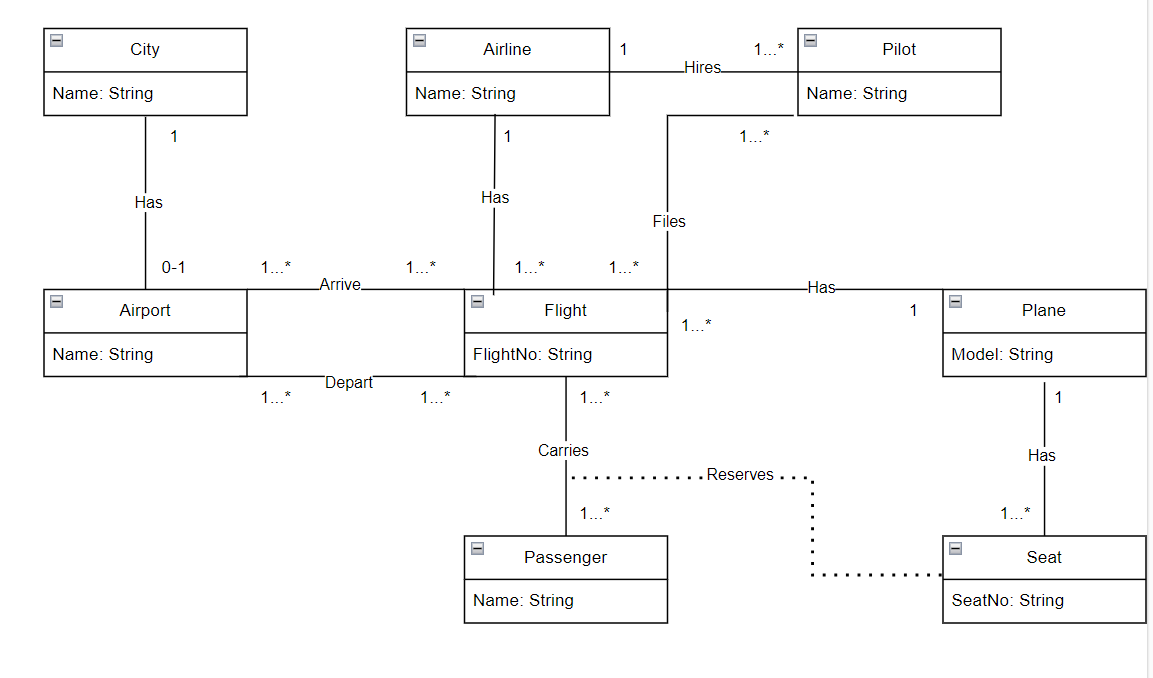 City
Airline
1
1...*
Pilot
Hires
Name: String
Name: String
Name: String
1
1
1...*
Has
Has
Files
0-1
1...*
1...*
1...*
1...*
Arrive
Has
Airport
Flight
1
Plane
1...*
Name: String
FlightNo: String
Model: String
Depart
1...*
1...*
1...*
1
Carries
Has
Reserves
1...*
1...*
Passenger
Seat
Name: String
SeatNo: String